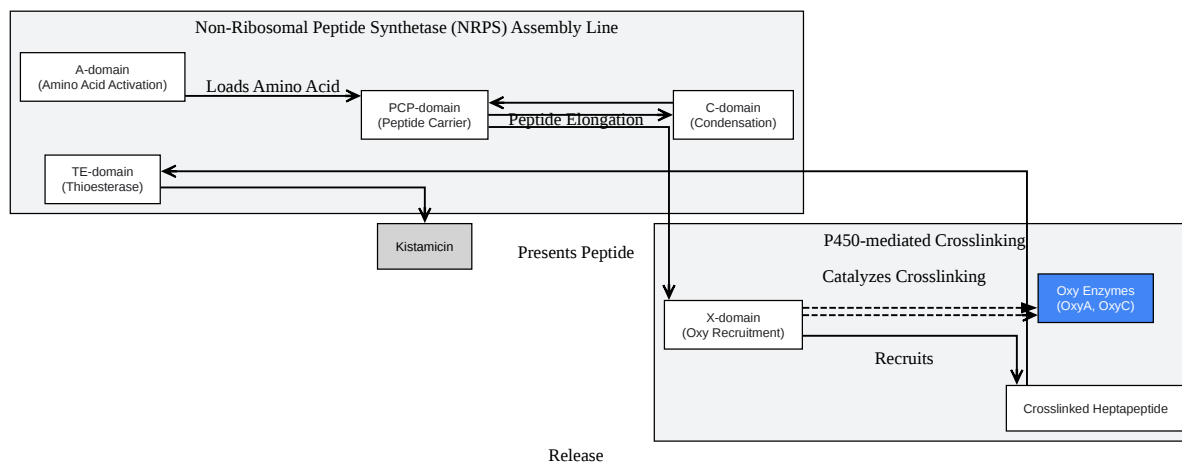 Non-Ribosomal Peptide Synthetase (NRPS) Assembly Line
A-domain
(Amino Acid Activation)
Loads Amino Acid
PCP-domain
(Peptide Carrier)
Peptide Elongation
C-domain
(Condensation)
TE-domain
(Thioesterase)
Kistamicin
Presents Peptide
P450-mediated Crosslinking
Catalyzes Crosslinking
Oxy Enzymes
(OxyA, OxyC)
X-domain
(Oxy Recruitment)
Recruits
Crosslinked Heptapeptide
Release